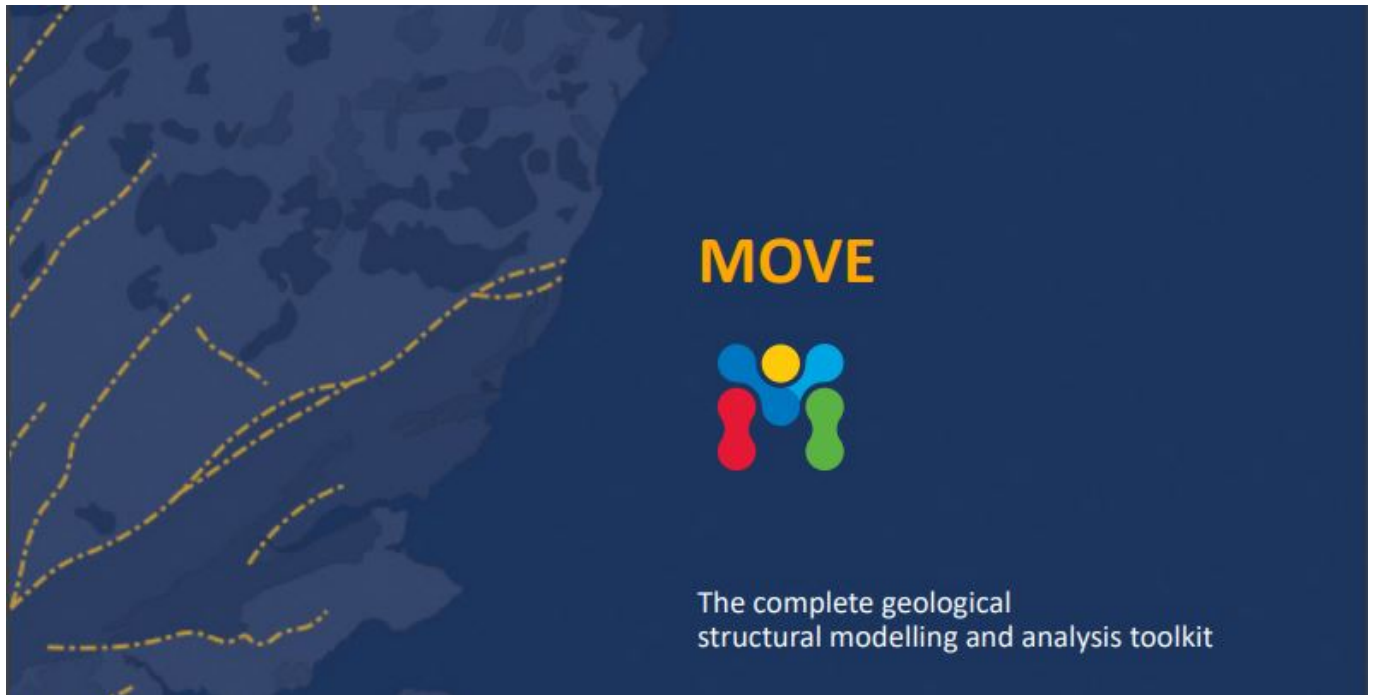 MOVE
The complete geological
structural modelling and analysis toolkit